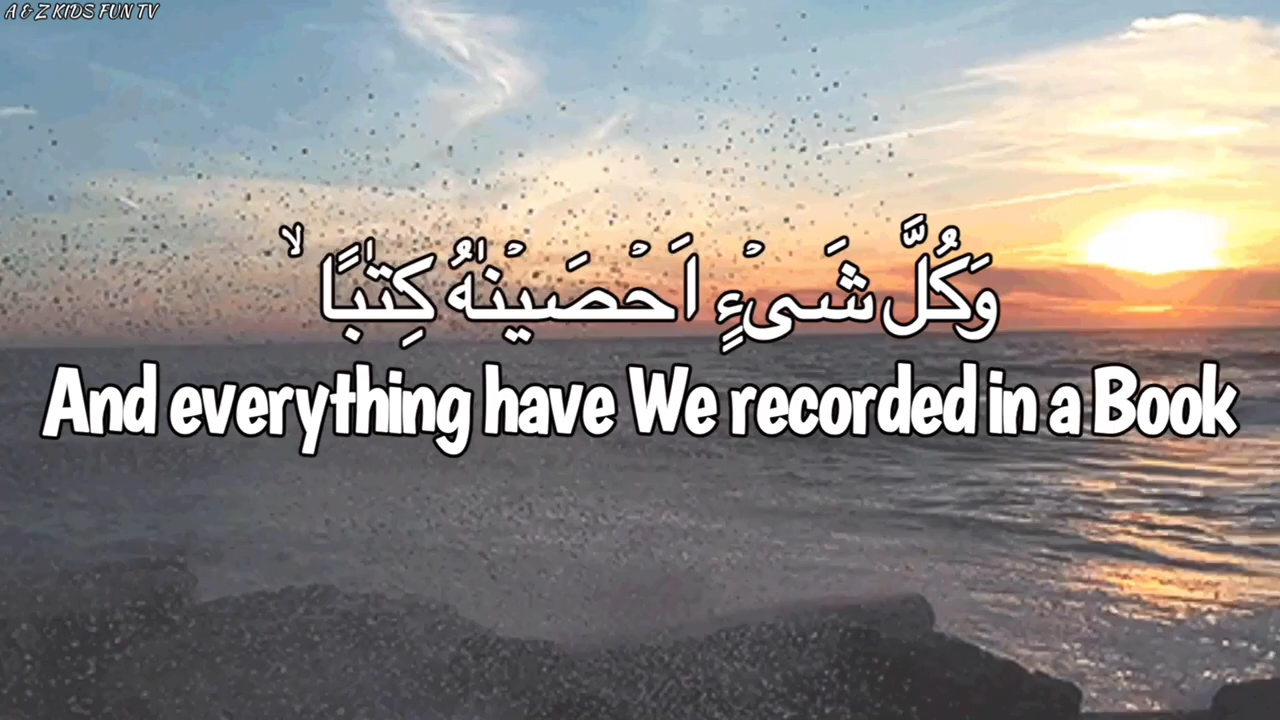 A & Z KIDS FUN TV
وَكُلَّ شَىۡءٍ اَحۡصَيۡنٰهُ كِتٰبًا ۙ
And everything have We recorded in a Book